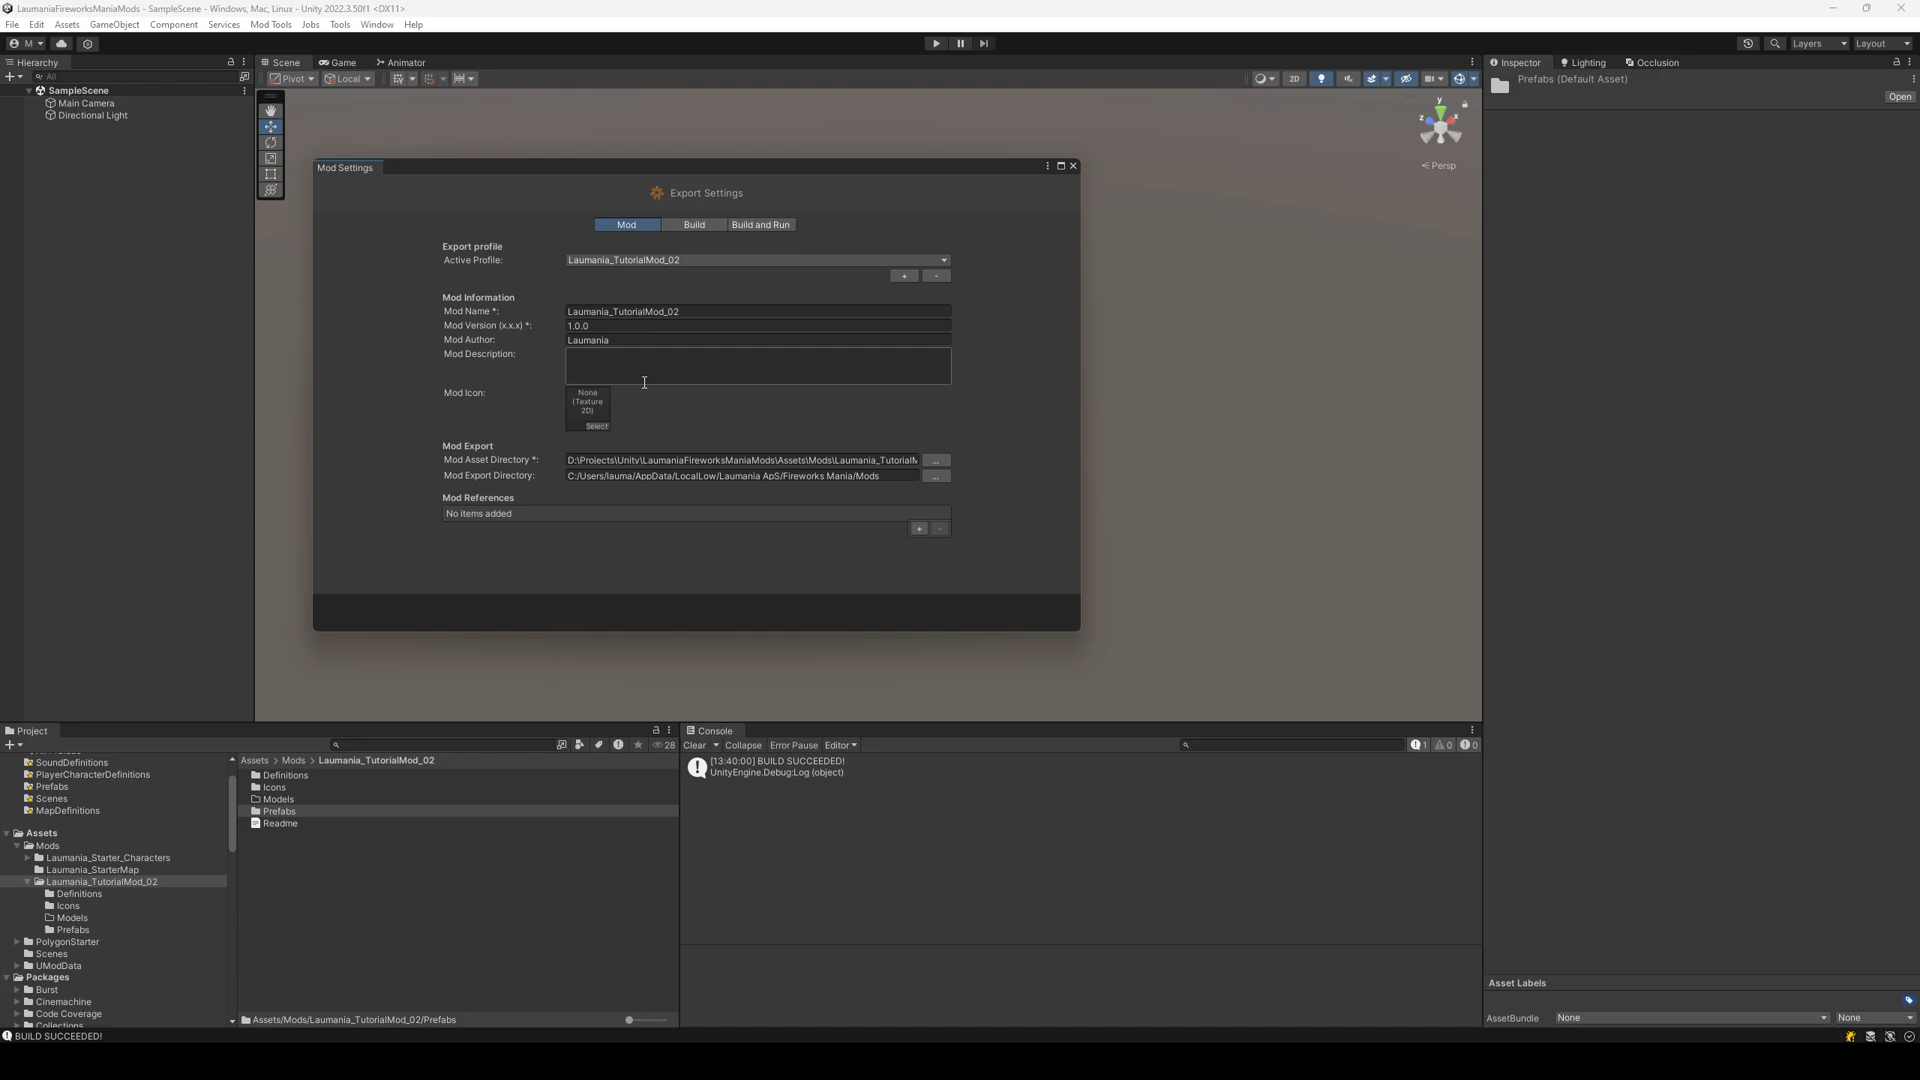 LaumaniaFireworksManiaMods - SampleScene - Windows, Mac, Linux - Unity 2022.3.50f1 <DX11>
File Edit Assets GameObject Component Services Mod Tools Jobs Tools Window Help
M Layers Layout
Hierarchy
All
SampleScene
Main Camera
Directional Light
Scene Game Animator
Pivot Local 2D
y
z x
Persp
Inspector Lighting Occlusion
Prefabs (Default Asset)
Open
Mod Settings
Export Settings
Mod Build Build and Run
Export profile
Active Profile: Laumania_TutorialMod_02
+ -
Mod Information
Mod Name *: Laumania_TutorialMod_02
Mod Version (x.x.x) *: 1.0.0
Mod Author: Laumania
Mod Description:
Mod Icon: None (Texture 2D)
Select
Mod Export
Mod Asset Directory *: D:\Projects\Unity\LaumaniaFireworksManiaMods\Assets\Mods\Laumania_Tutorial ...
Mod Export Directory: C:/Users/lauma/AppData/LocalLow/Laumania ApS/Fireworks Mania/Mods ...
Mod References
No items added
+ -
Project
28
SoundDefinitions
PlayerCharacterDefinitions
Prefabs
Scenes
MapDefinitions
Assets
Mods
Laumania_Starter_Characters
Laumania_StarterMap
Laumania_TutorialMod_02
Definitions
Icons
Models
Prefabs
PolygonStarter
Scenes
UModData
Packages
Burst
Cinemachine
Code Coverage
Collections
Assets > Mods > Laumania_TutorialMod_02
Definitions
Icons
Models
Prefabs
Readme
Assets/Mods/Laumania_TutorialMod_02/Prefabs
Console
Clear Collapse Error Pause Editor 1 0 0
[13:40:00] BUILD SUCCEEDED!
UnityEngine.Debug:Log (object)
Asset Labels
AssetBundle None None
BUILD SUCCEEDED!